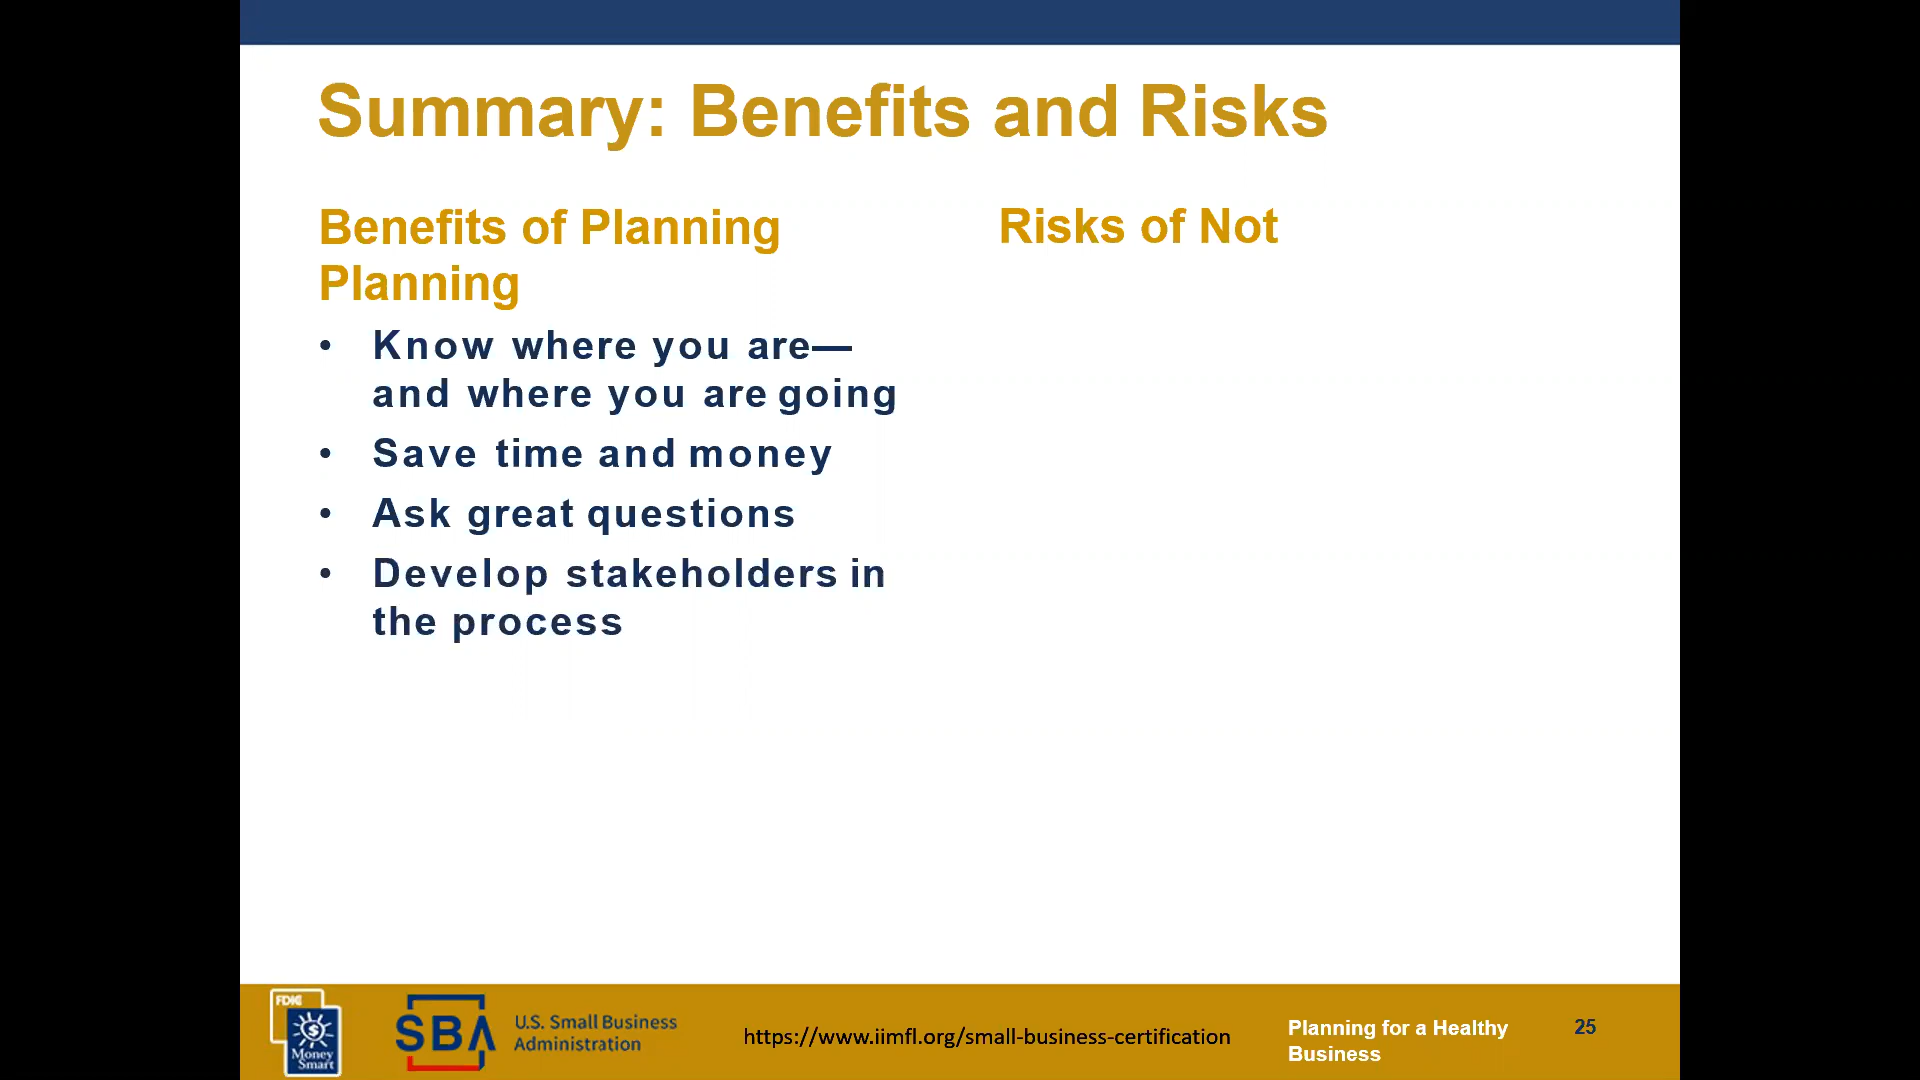 Summary: Benefits and Risks
Benefits of Planning
Planning
Risks of Not
• Know where you are—
and where you are going
• Save time and money
• Ask great questions
• Develop stakeholders in
the process
FDIC
Money
Smart
SBA
U.S. Small Business
Administration
https://www.iimfl.org/small-business-certification
Planning for a Healthy
Business
25